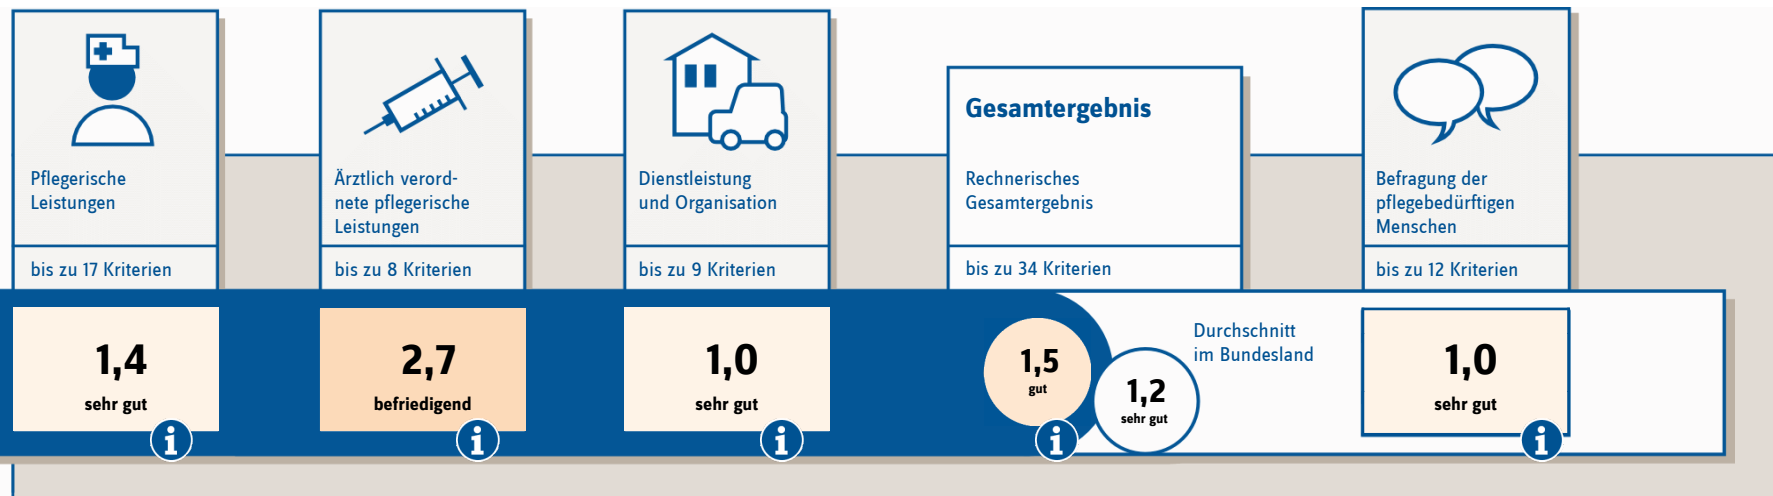 Pflegerische
Leistungen
bis zu 17 Kriterien
1,4
sehr gut
Ärztlich verord-
nete pflegerische
Leistungen
bis zu 8 Kriterien
2,7
befriedigend
Dienstleistung
und Organisation
bis zu 9 Kriterien
1,0
sehr gut
Gesamtergebnis
Rechnerisches
Gesamtergebnis
bis zu 34 Kriterien
1,5
gut
Durchschnitt
im Bundesland
1,2
sehr gut
Befragung der
pflegebedürftigen
Menschen
bis zu 12 Kriterien
1,0
sehr gut